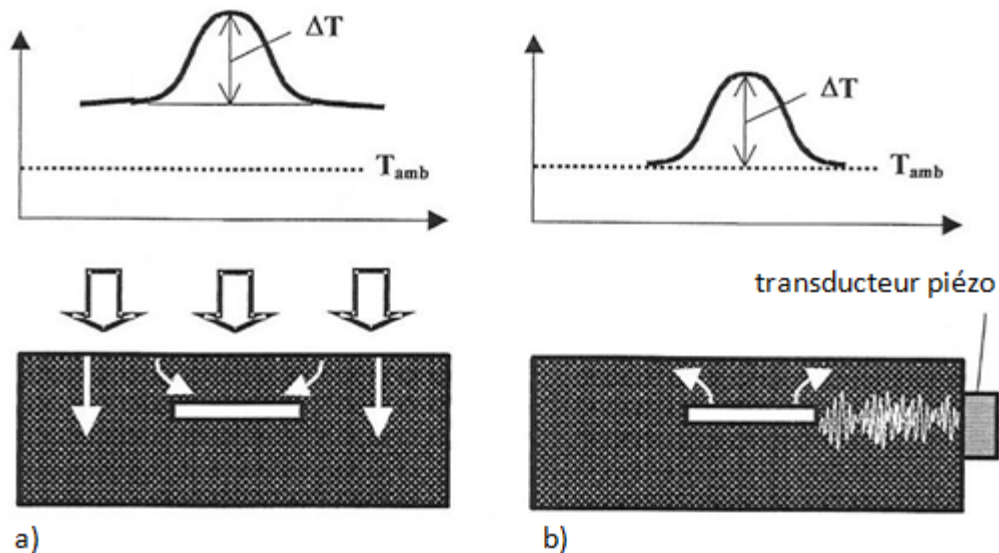 ΔT
T_amb
ΔT
T_amb
transducteur piézo
a)
b)